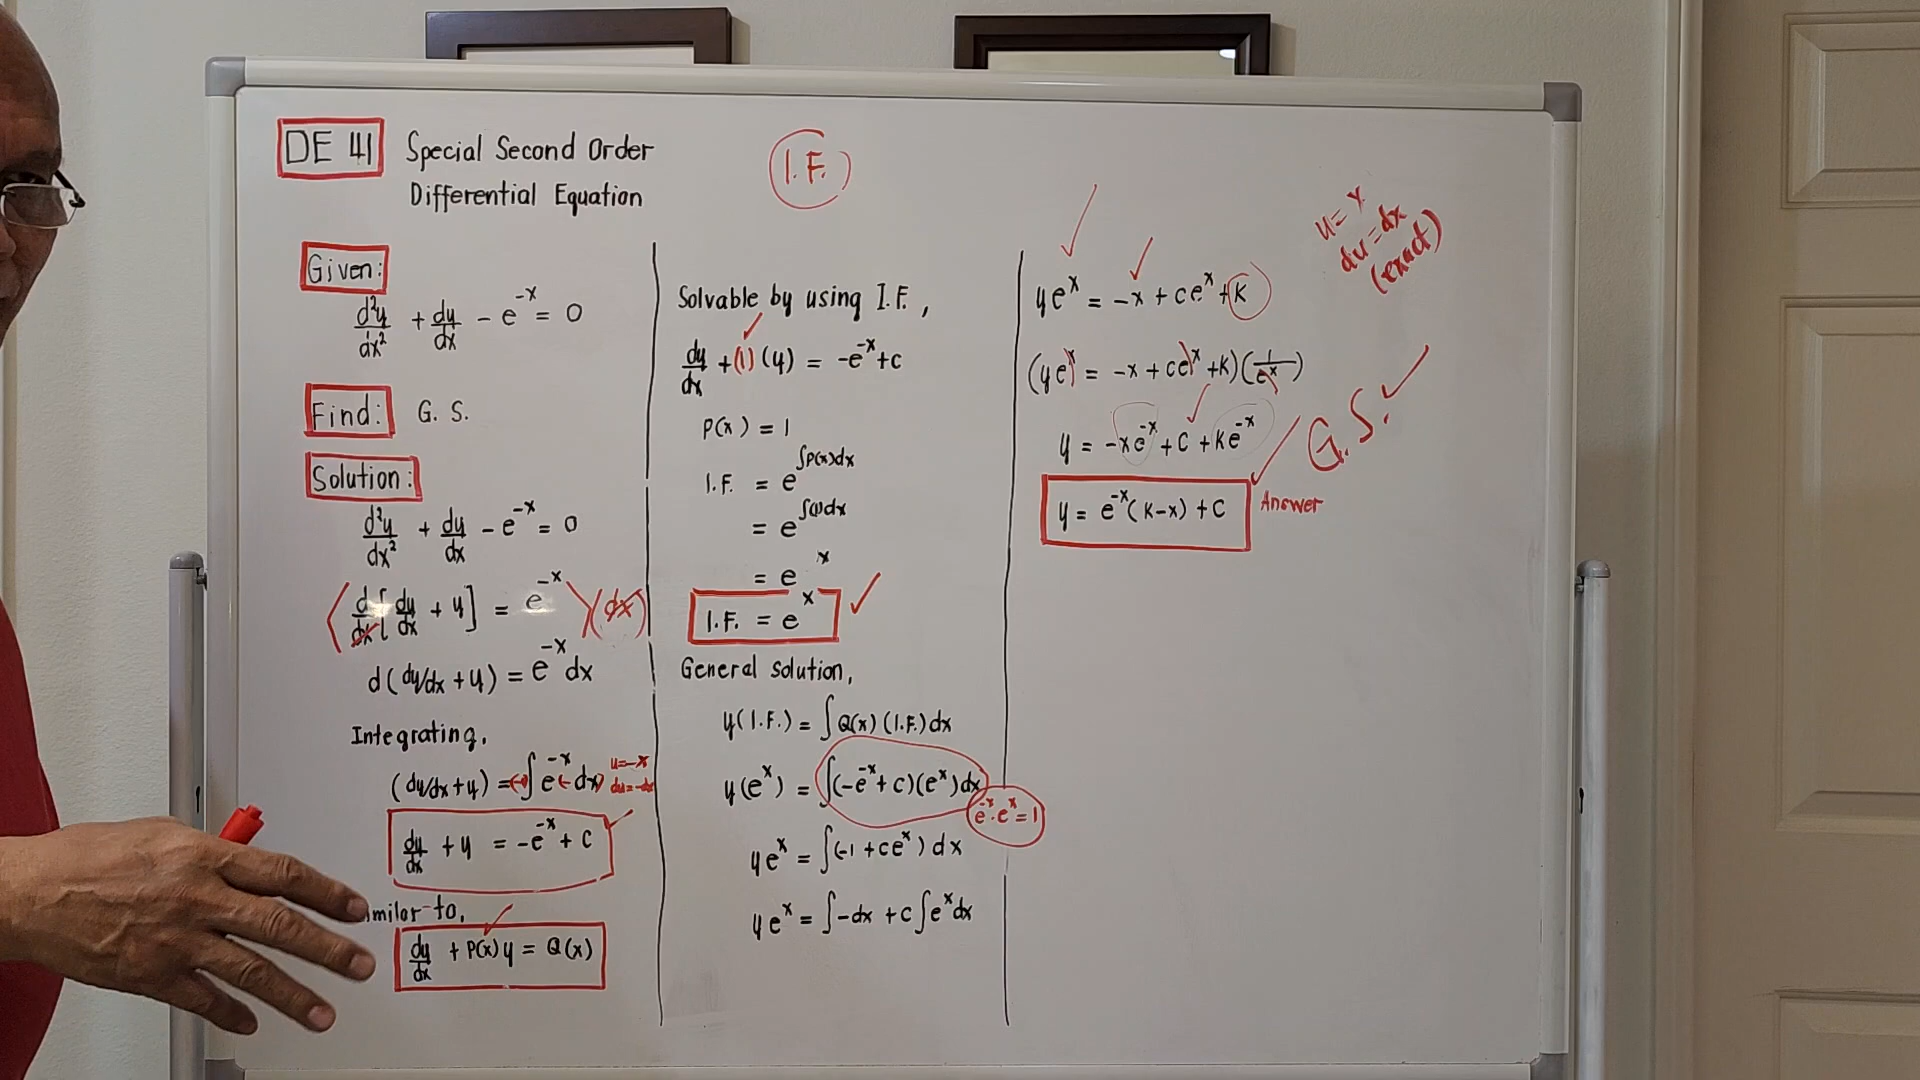 DE 41 Special Second Order
Differential Equation
I.F.
Given:
d²y/dx² + dy/dx - e^-x = 0
Find: G. S.
Solution:
d²y/dx² + dy/dx - e^-x = 0
(d/dx[dy/dx + y] = e^-x)(dx)
d(dy/dx + y) = e^-x dx
Integrating,
(dy/dx + y) = (-)∫e^-x (-dx) u=-x
du=-dx
dy/dx + y = -e^-x + C
milar to,
dy/dx + P(x)y = Q(x)
Solvable by using I.F.,
dy/dx + (1)(y) = -e^-x + c
P(x) = 1
I.F. = e^∫P(x)dx
= e^∫(1)dx
= e^x
I.F. = e^x
General solution,
y(I.F.) = ∫Q(x)(I.F.)dx
y(e^x) = ∫(-e^-x + c)(e^x)dx
e^-x · e^x = 1
ye^x = ∫(-1 + ce^x)dx
ye^x = ∫-dx + c∫e^x dx
u = x
du = dx
(exact)
ye^x = -x + ce^x + K
(ye^x = -x + ce^x + K)(1/e^x)
y = -xe^-x + C + Ke^-x
G.S.
y = e^-x(K-x) + C Answer